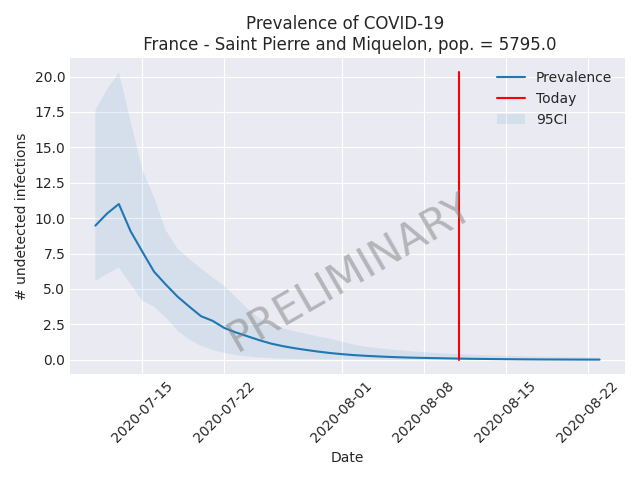 Prevalence of COVID-19
France - Saint Pierre and Miquelon, pop. = 5795.0
20.0
17.5
15.0
12.5
10.0
7.5
5.0
2.5
0.0
# undetected infections
Prevalence
Today
95CI
PRELIMINARY
2020-07-15
2020-07-22
2020-08-01
2020-08-08
2020-08-15
2020-08-22
Date